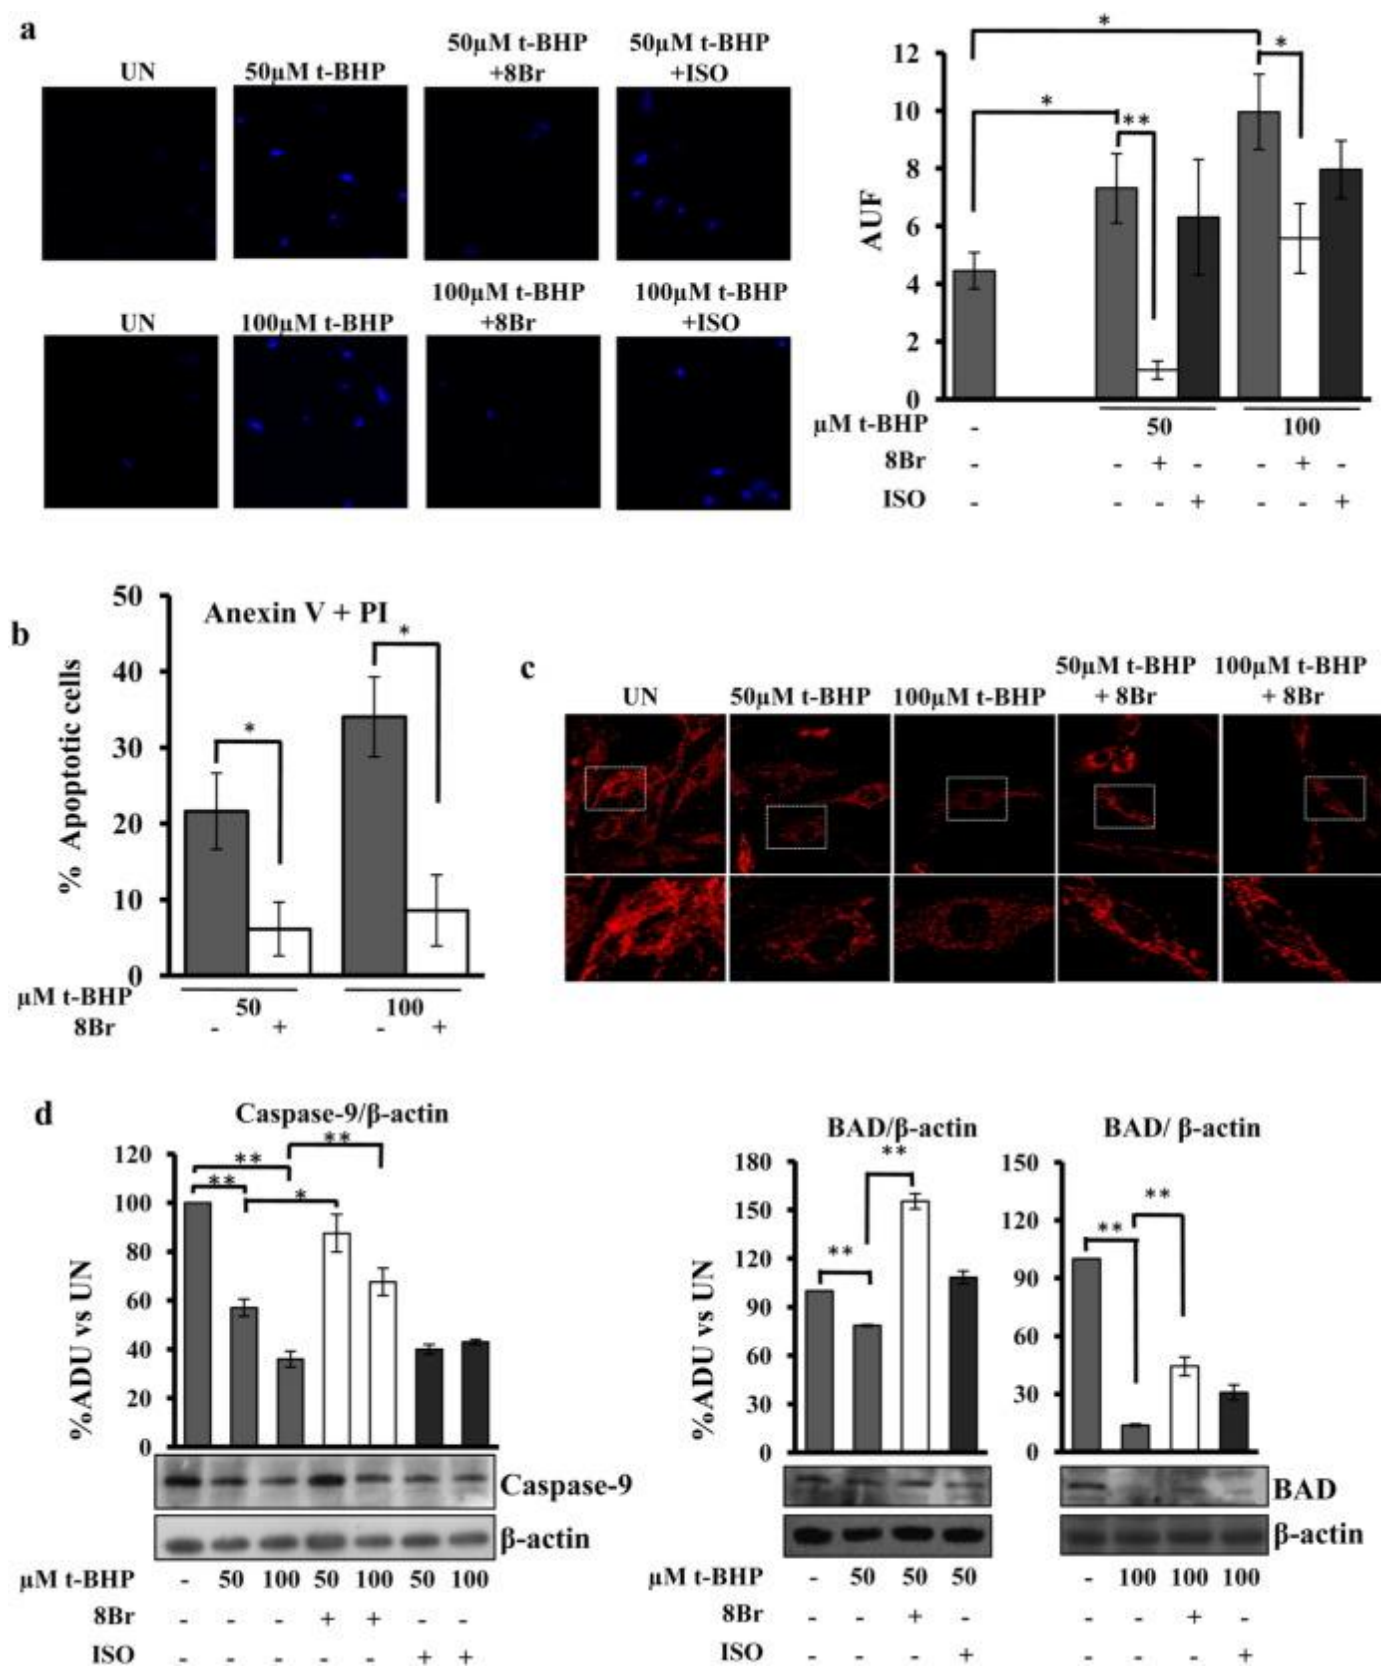 a
UN
50μM t-BHP
50μM t-BHP
+8Br
50μM t-BHP
+ISO
UN
100μM t-BHP
100μM t-BHP
+8Br
100μM t-BHP
+ISO
*
*
*
**
AUF
12
10
8
6
4
2
0
μM t-BHP - 50 100
8Br - - + - - + -
ISO - - - + - - +
b
Anexin V + PI
% Apoptotic cells
50
40
30
20
10
0
*
*
μM t-BHP 50 100
8Br - + - +
c
UN
50μM t-BHP
100μM t-BHP
50μM t-BHP
+ 8Br
100μM t-BHP
+ 8Br
d
Caspase-9/β-actin
%ADU vs UN
120
100
80
60
40
20
0
**
**
**
*
Caspase-9
β-actin
μM t-BHP - 50 100 50 100 50 100
8Br - - - + + - -
ISO - - - - - + +
BAD/β-actin
%ADU vs UN
180
150
120
90
60
30
0
**
**
BAD/ β-actin
150
120
90
60
30
0
**
**
BAD
β-actin
μM t-BHP - 50 50 50 - 100 100 100
8Br - - + - - - + -
ISO - - - + - - - +